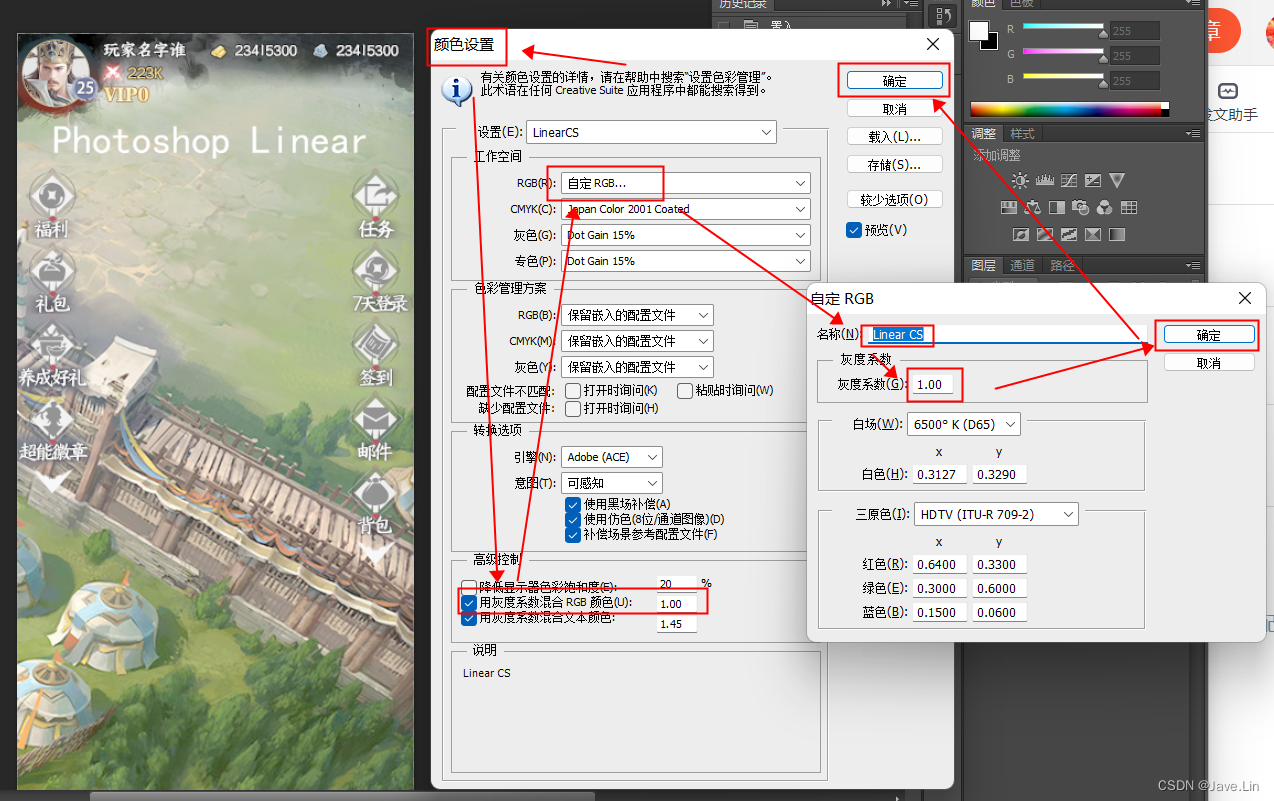 历史记录
颜色
色板
置入
章
发文助手
玩家名字谁
234I5300
234I5300
223K
25
VIP0
Photoshop Linear
福利
礼包
养成好礼
超能徽章
任务
7天登录
签到
邮件
背包
颜色设置
有关颜色设置的详情，请在帮助中搜索“设置色彩管理”。
此术语在任何 Creative Suite 应用程序中都能搜索得到。
设置(E): LinearCS
工作空间
RGB(R): 自定 RGB...
CMYK(C): Japan Color 2001 Coated
灰色(G): Dot Gain 15%
专色(P): Dot Gain 15%
色彩管理方案
RGB(B): 保留嵌入的配置文件
CMYK(M): 保留嵌入的配置文件
灰色(Y): 保留嵌入的配置文件
配置文件不匹配: 打开时询问(K) 粘贴时询问(W)
缺少配置文件: 打开时询问(H)
转换选项
引擎(N): Adobe (ACE)
意图(T): 可感知
使用黑场补偿(A)
使用仿色(8位/通道图像)(D)
补偿场景参考配置文件(F)
高级控制
降低显示器色彩饱和度(E): 20 %
用灰度系数混合 RGB 颜色(U): 1.00
用灰度系数混合文本颜色: 1.45
说明
Linear CS
确定
取消
载入(L)...
存储(S)...
较少选项(O)
预览(V)
R 255
G 255
B 255
调整 样式
添加调整
图层 通道 路径
自定 RGB
名称(N): Linear CS
灰度系数
灰度系数(G): 1.00
白场(W): 6500° K (D65)
x y
白色(H): 0.3127 0.3290
三原色(I): HDTV (ITU-R 709-2)
x y
红色(R): 0.6400 0.3300
绿色(E): 0.3000 0.6000
蓝色(B): 0.1500 0.0600
确定
取消
CSDN @Jave.Lin